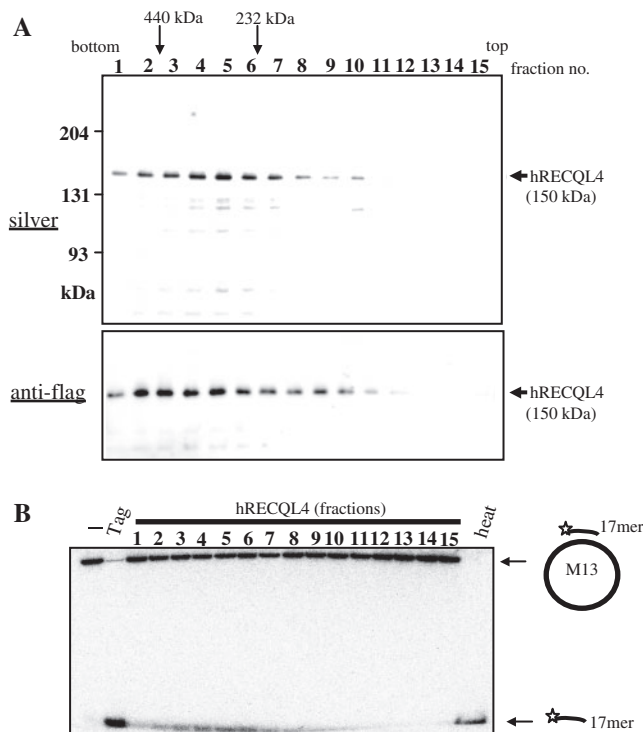 A
440 kDa 232 kDa
bottom top
1 2 3 4 5 6 7 8 9 10 11 12 13 14 15 fraction no.
204
hRECQL4
(150 kDa)
131
silver
93
kDa
anti-flag
hRECQL4
(150 kDa)
B
– Tag hRECQL4 (fractions) heat
1 2 3 4 5 6 7 8 9 10 11 12 13 14 15
17mer
M13
17mer